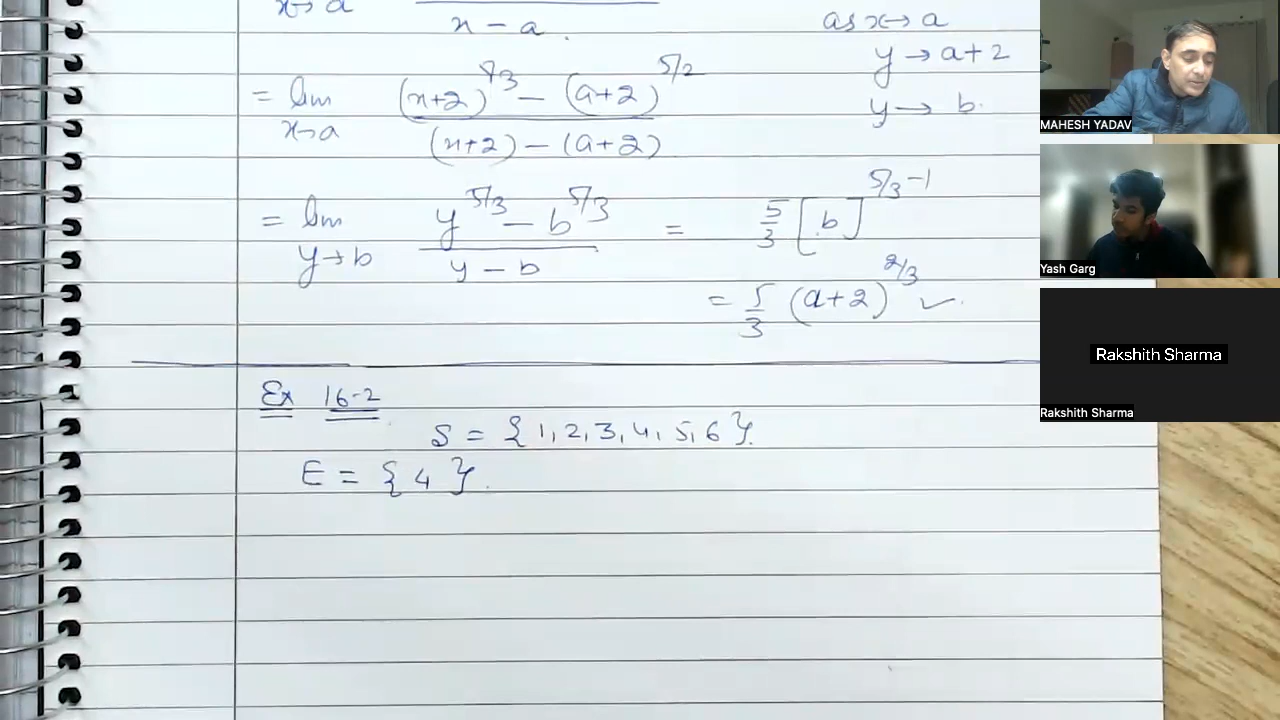 x→a
x - a.
as x→a
y → a+2
y → b.
= lim x→a (x+2)^5/3 - (a+2)^5/2 / (x+2) - (a+2)
= lim y→b y^5/3 - b^5/3 / y - b = 5/3 [b]^5/3 -1
= 5/3 (a+2)^2/3 ✓.
Ex 16-2
S = { 1, 2, 3, 4, 5, 6 }.
E = { 4 }.
MAHESH YADAV
Yash Garg
Rakshith Sharma
Rakshith Sharma